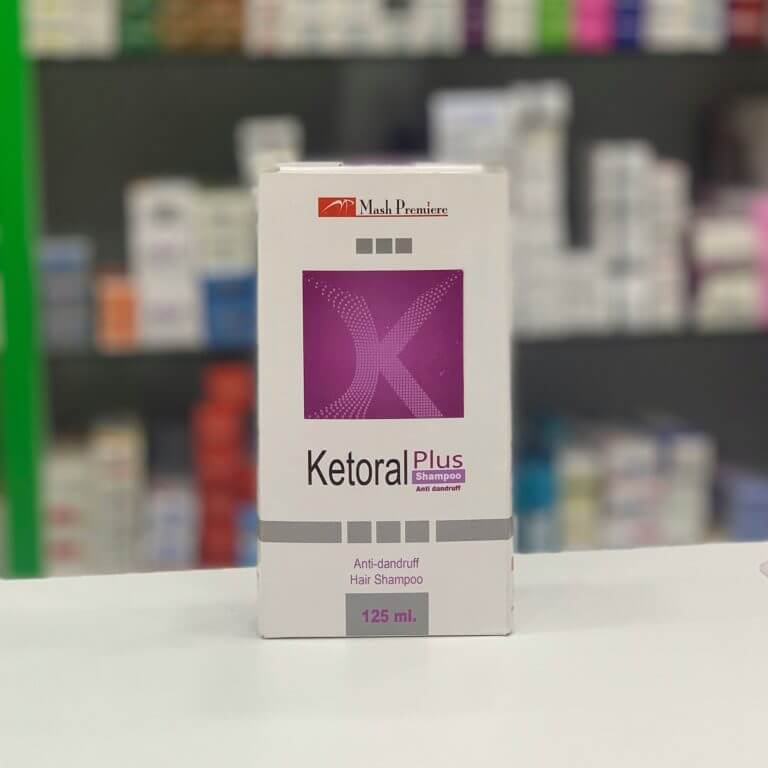 Mash Premiere
Ketoral Plus
Shampoo
Anti dandruff
Anti-dandruff
Hair Shampoo
125 ml.